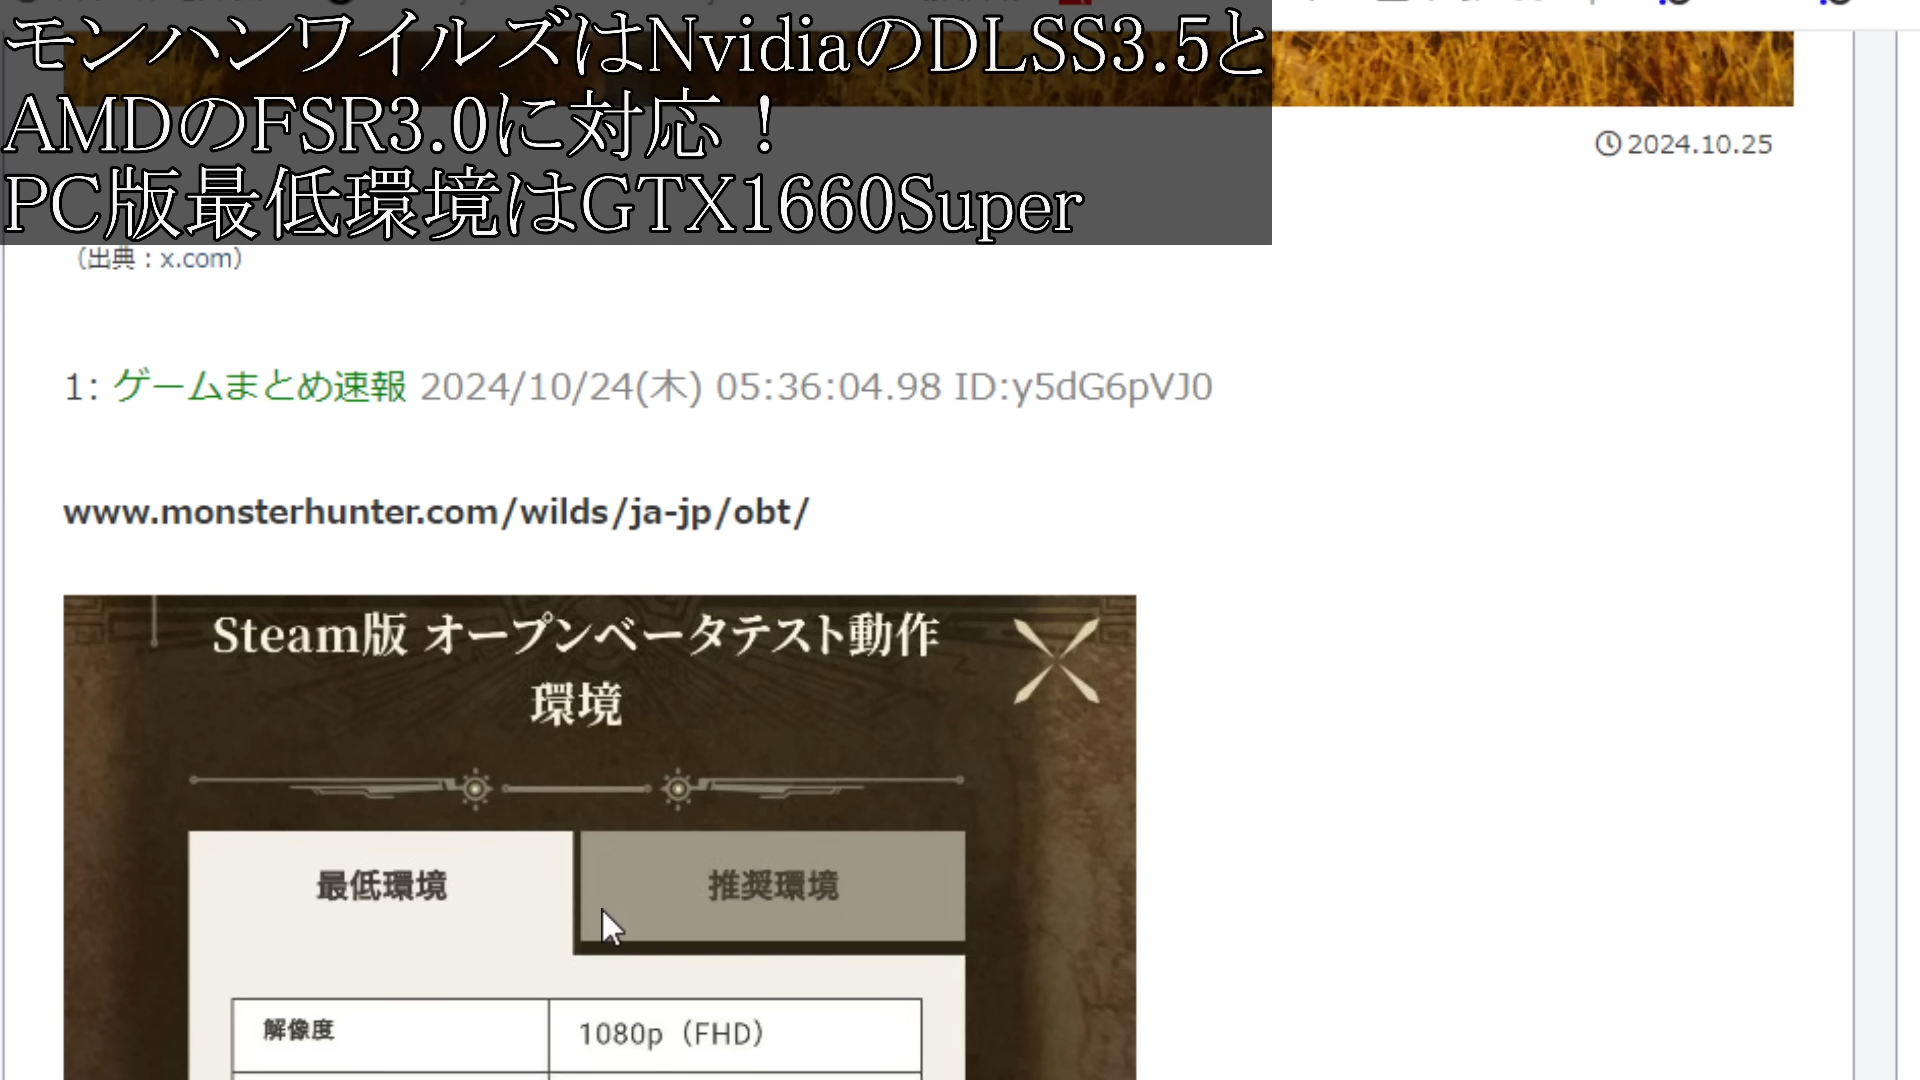 モンハンワイルズはNvidiaのDLSS3.5と
AMDのFSR3.0に対応！
PC版最低環境はGTX1660Super
2024.10.25
（出典：x.com）
1: ゲームまとめ速報 2024/10/24(木) 05:36:04.98 ID:y5dG6pVJ0
www.monsterhunter.com/wilds/ja-jp/obt/
Steam版 オープンベータテスト動作
環境
最低環境
推奨環境
解像度
1080p（FHD）